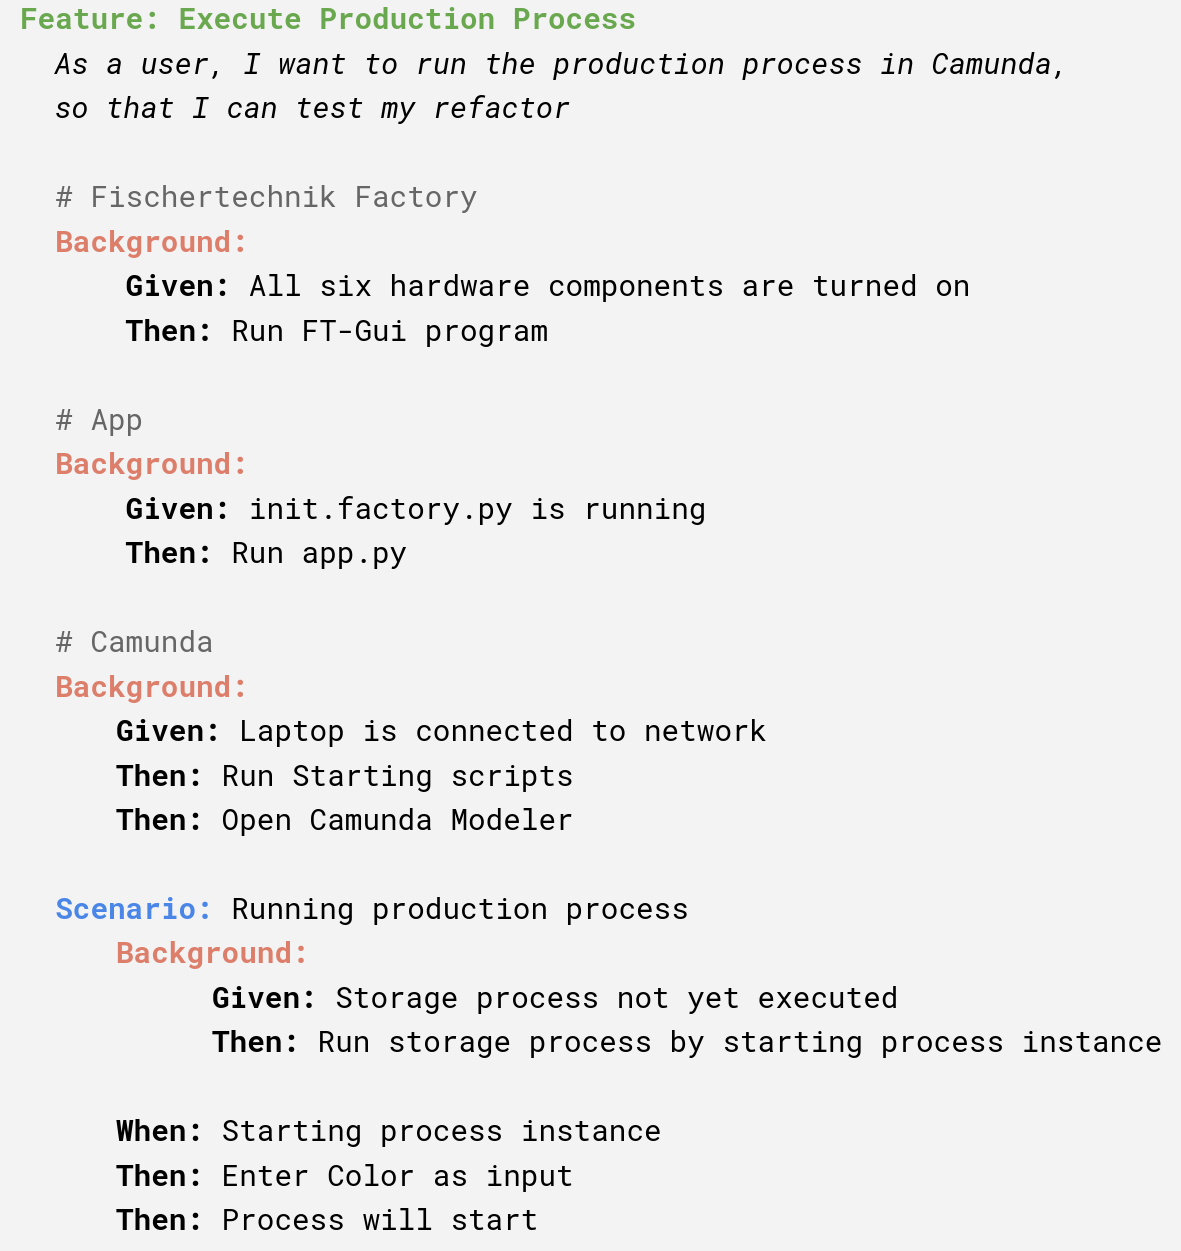 Feature: Execute Production Process
As a user, I want to run the production process in Camunda,
so that I can test my refactor
# Fischertechnik Factory
Background:
Given: All six hardware components are turned on
Then: Run FT-Gui program
# App
Background:
Given: init.factory.py is running
Then: Run app.py
# Camunda
Background:
Given: Laptop is connected to network
Then: Run Starting scripts
Then: Open Camunda Modeler
Scenario: Running production process
Background:
Given: Storage process not yet executed
Then: Run storage process by starting process instance
When: Starting process instance
Then: Enter Color as input
Then: Process will start